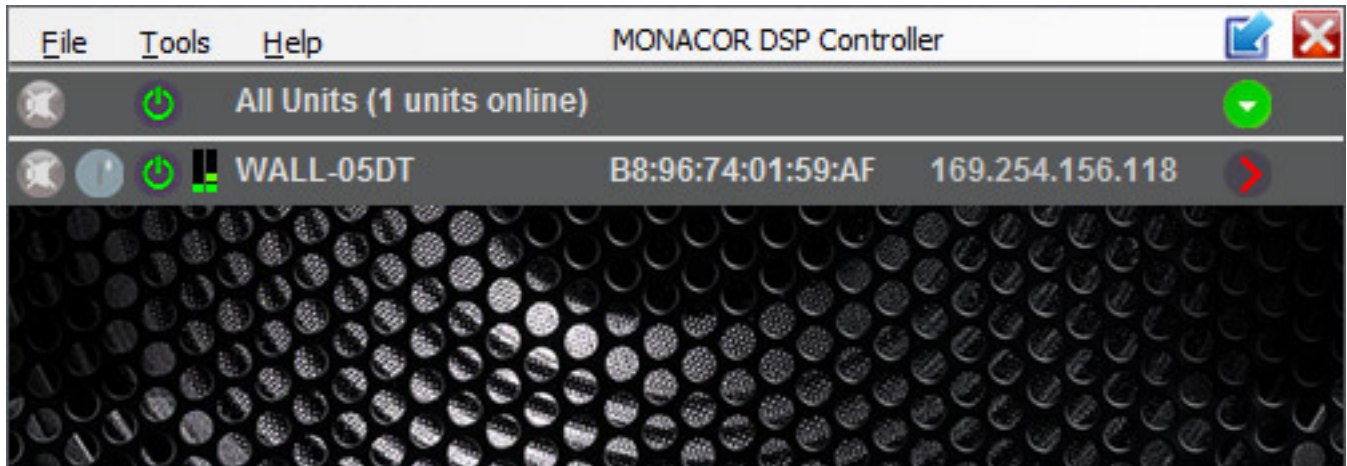 File Tools Help MONACOR DSP Controller
All Units (1 units online)
WALL-05DT B8:96:74:01:59:AF 169.254.156.118